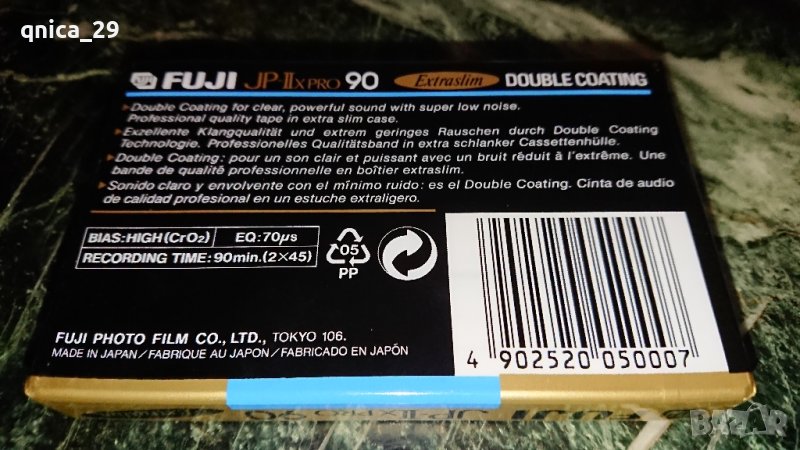 qnica_29
FUJI JP-IIx PRO 90 Extraslim DOUBLE COATING
Double Coating for clear, powerful sound with super low noise.
Professional quality tape in extra slim case.
Exzellente Klangqualität und extrem geringes Rauschen durch Double Coating
Technologie. Professionelles Qualitätsband in extra schlanker Cassettenhülle.
Double Coating: pour un son clair et puissant avec un bruit réduit à l'extrême. Une
bande de qualité professionnelle en boîtier extraslim.
Sonido claro y envolvente con el mínimo ruido: es el Double Coating. Cinta de audio
de calidad profesional en un estuche extraligero.
BIAS:HIGH(CrO2) EQ:70μs
RECORDING TIME: 90min.(2×45)
05
PP
FUJI PHOTO FILM CO., LTD., TOKYO 106.
MADE IN JAPAN/FABRIQUE AU JAPON/FABRICADO EN JAPÓN
4 902520 050007
BAZAR